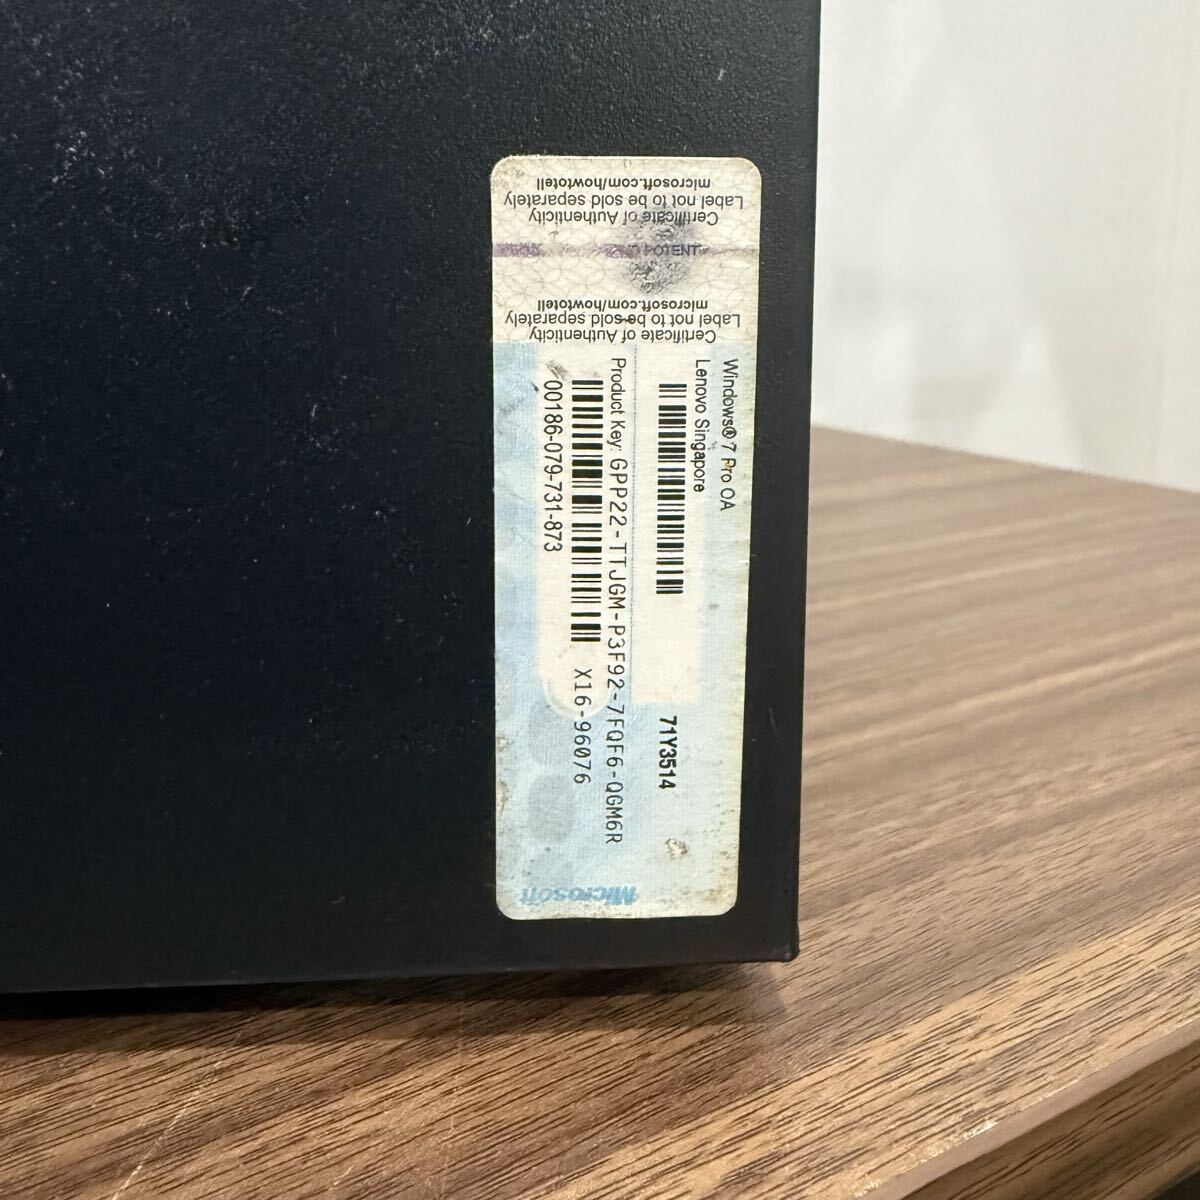 microsoft.com/howtotell
Label not to be sold separately
Certificate of Authenticity
microsoft.com/howtotell
Label not to be sold separately
Certificate of Authenticity
Windows® 7 Pro OA
Lenovo Singapore
71Y3514
Product Key: GPP22-TTJGM-P3F92-7FQF6-QGM6R
X16-96076
00186-079-731-873
Microsoft